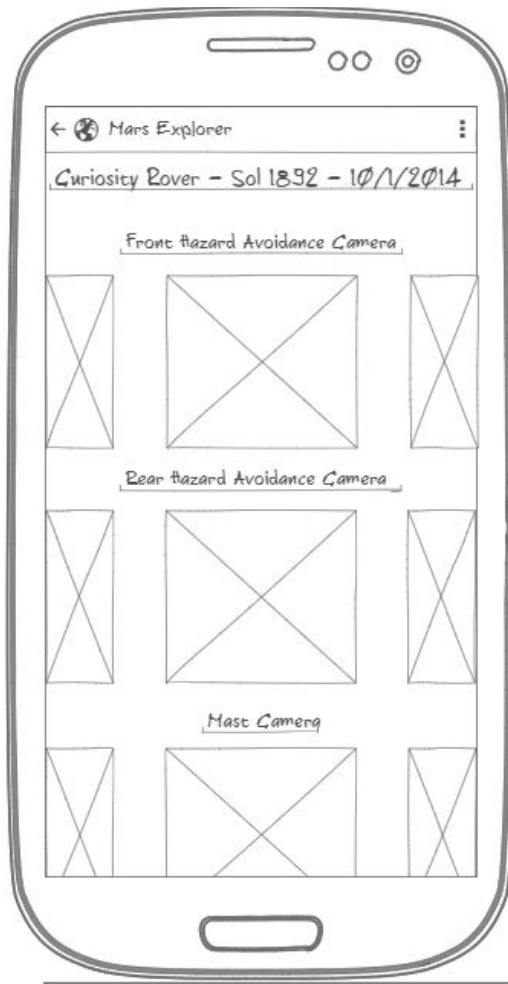 Mars Explorer
Curiosity Rover - Sol 1892 - 10/1/2014
Front Hazard Avoidance Camera
Rear Hazard Avoidance Camera
Mast Camera